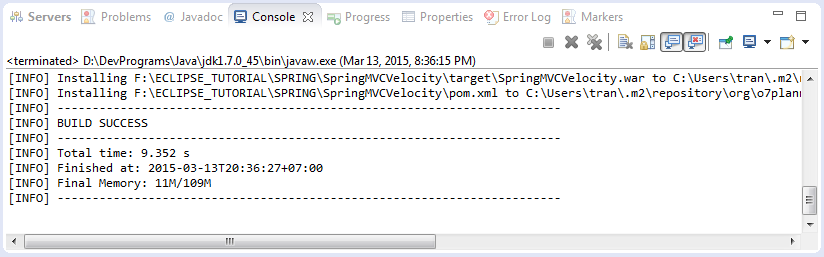 Servers Problems @ Javadoc Console Progress Properties Error Log Markers
<terminated> D:\DevPrograms\Java\jdk1.7.0_45\bin\javaw.exe (Mar 13, 2015, 8:36:15 PM)
[INFO] Installing F:\ECLIPSE_TUTORIAL\SPRING\SpringMVCVelocity\target\SpringMVCVelocity.war to C:\Users\tran\.m2\
[INFO] Installing F:\ECLIPSE_TUTORIAL\SPRING\SpringMVCVelocity\pom.xml to C:\Users\tran\.m2\repository\org\o7plann
[INFO] ------------------------------------------------------------------------
[INFO] BUILD SUCCESS
[INFO] ------------------------------------------------------------------------
[INFO] Total time: 9.352 s
[INFO] Finished at: 2015-03-13T20:36:27+07:00
[INFO] Final Memory: 11M/109M
[INFO] ------------------------------------------------------------------------